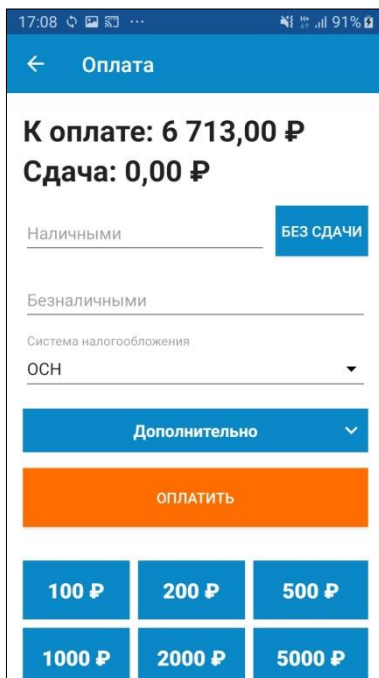 17:08 ... 91%
← Оплата
К оплате: 6 713,00 ₽
Сдача: 0,00 ₽
Наличными БЕЗ СДАЧИ
Безналичными
Система налогообложения
ОСН
Дополнительно
ОПЛАТИТЬ
100 ₽ 200 ₽ 500 ₽
1000 ₽ 2000 ₽ 5000 ₽